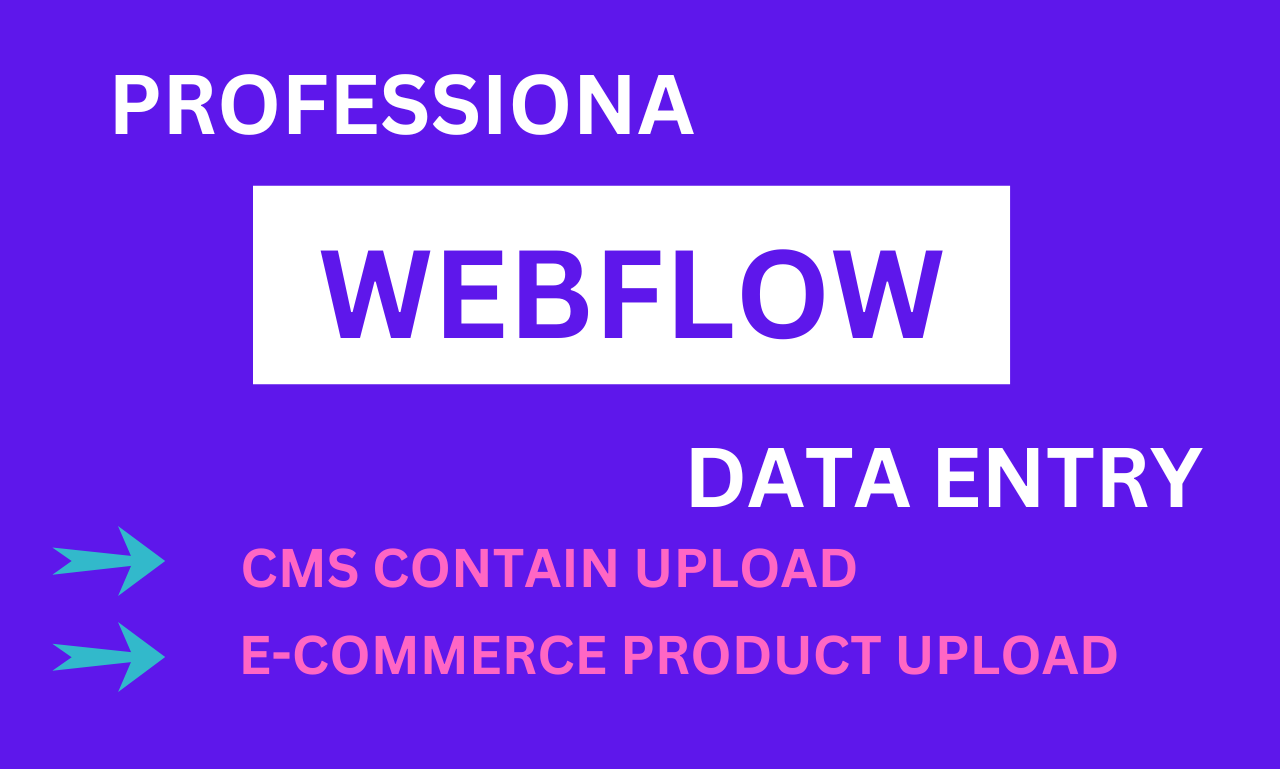 PROFESSIONA
WEBFLOW
DATA ENTRY
CMS CONTAIN UPLOAD
E-COMMERCE PRODUCT UPLOAD